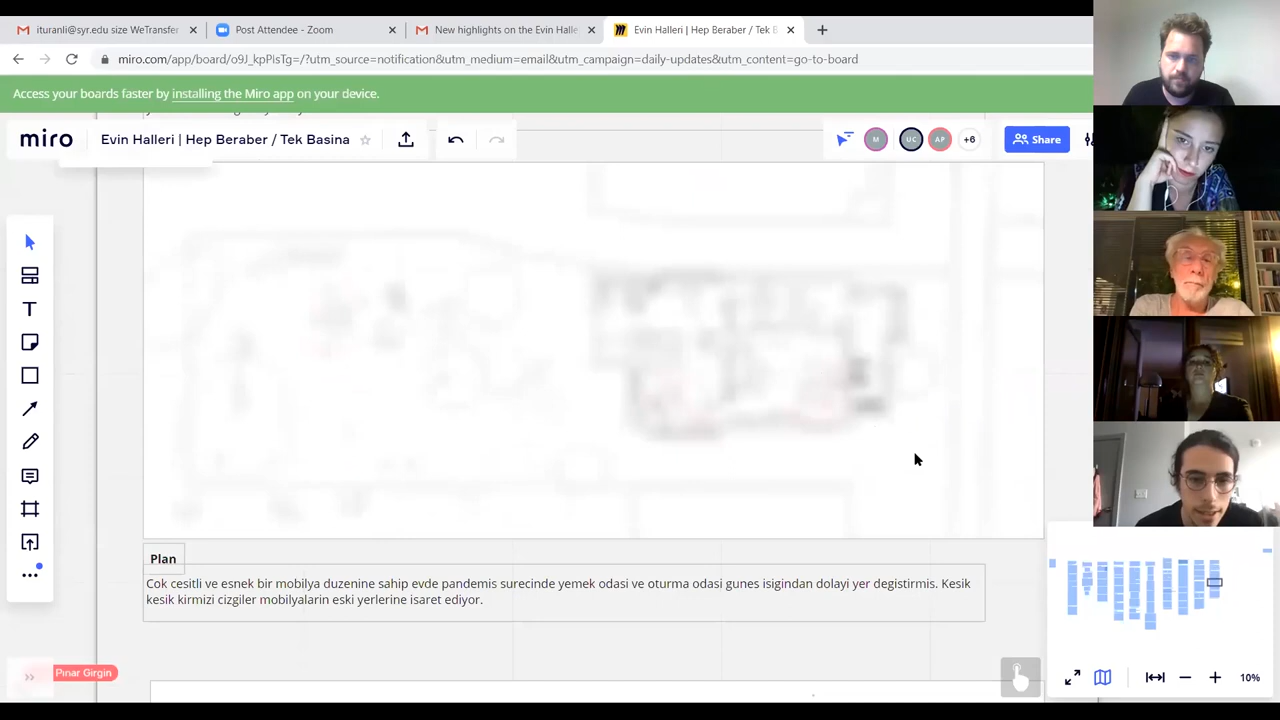 ituranli@syr.edu size WeTransfer
Post Attendee - Zoom
New highlights on the Evin Halle
Evin Halleri | Hep Beraber / Tek B
miro.com/app/board/o9J_kpPlsTg=/?utm_source=notification&utm_medium=email&utm_campaign=daily-updates&utm_content=go-to-board
Access your boards faster by installing the Miro app on your device.
miro
Evin Halleri | Hep Beraber / Tek Basina
M
UC
AP
+6
Share
Plan
Cok cesitli ve esnek bir mobilya duzenine sahip evde pandemis surecinde yemek odasi ve oturma odasi gunes isigindan dolayi yer degistirmis. Kesik
kesik kirmizi cizgiler mobilyalarin eski yerlerine isaret ediyor.
Pınar Girgin
10%